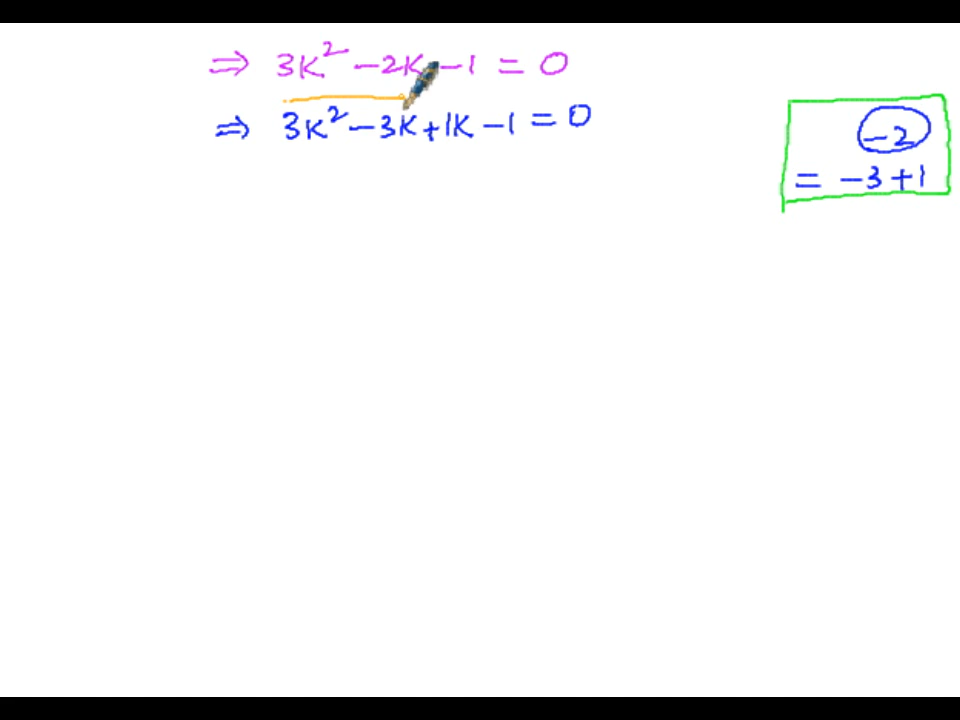 ⇒ 3K² - 2K - 1 = 0
⇒ 3K² - 3K + 1K - 1 = 0
-2
= -3 + 1